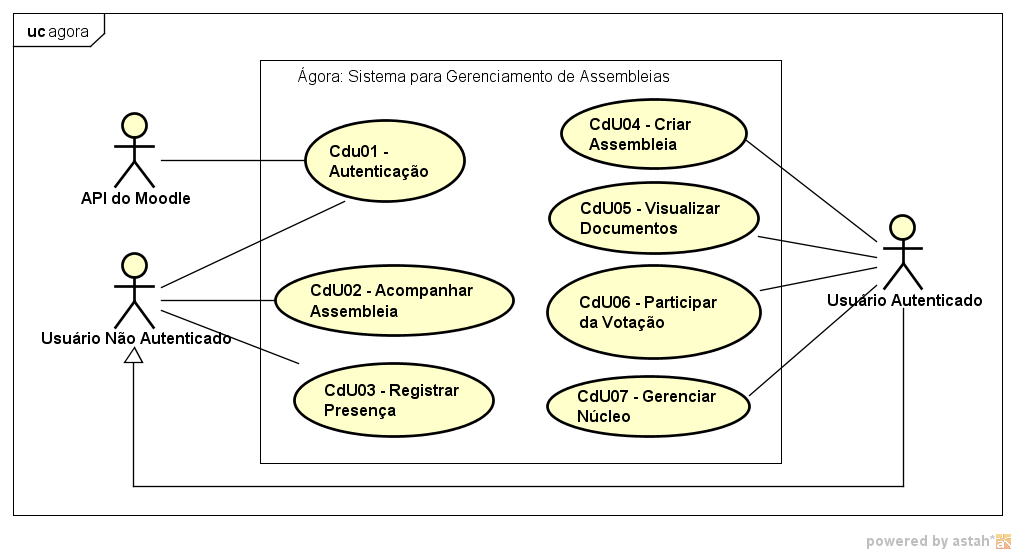 uc agora
Ágora: Sistema para Gerenciamento de Assembleias
API do Moodle
Usuário Não Autenticado
Cdu01 -
Autenticação
CdU02 - Acompanhar
Assembleia
CdU03 - Registrar
Presença
CdU04 - Criar
Assembleia
CdU05 - Visualizar
Documentos
CdU06 - Participar
da Votação
CdU07 - Gerenciar
Núcleo
Usuário Autenticado
powered by astah*